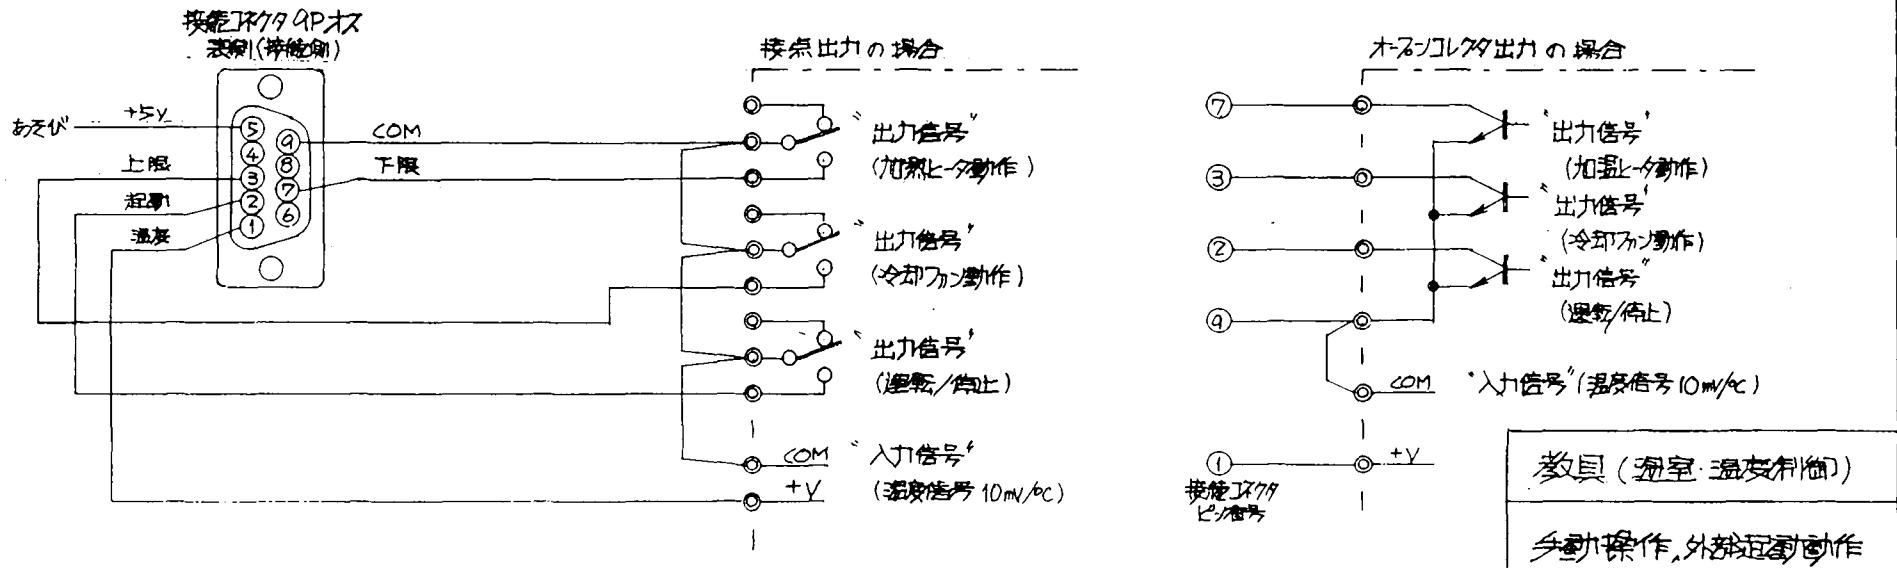 接続コネクタ 9P オス
表側(接続側)
あそび
+5V
上限
起動
温度
⑤
④
③
②
①
⑨
⑧
⑦
⑥
COM
下限
接点出力の場合
"出力信号"
(加熱ヒータ動作)
"出力信号"
(冷却ファン動作)
"出力信号"
(運転/停止)
COM "入力信号"
+V (温度信号 10mV/℃)
オープンコレクタ出力の場合
⑦
③
②
⑨
①
接続コネクタ
ピン番号
"出力信号"
(加温ヒータ動作)
"出力信号"
(冷却ファン動作)
"出力信号"
(運転/停止)
COM "入力信号" (温度信号 10mV/℃)
+V
教具 (温室・温度制御)
手動操作,外部起動動作